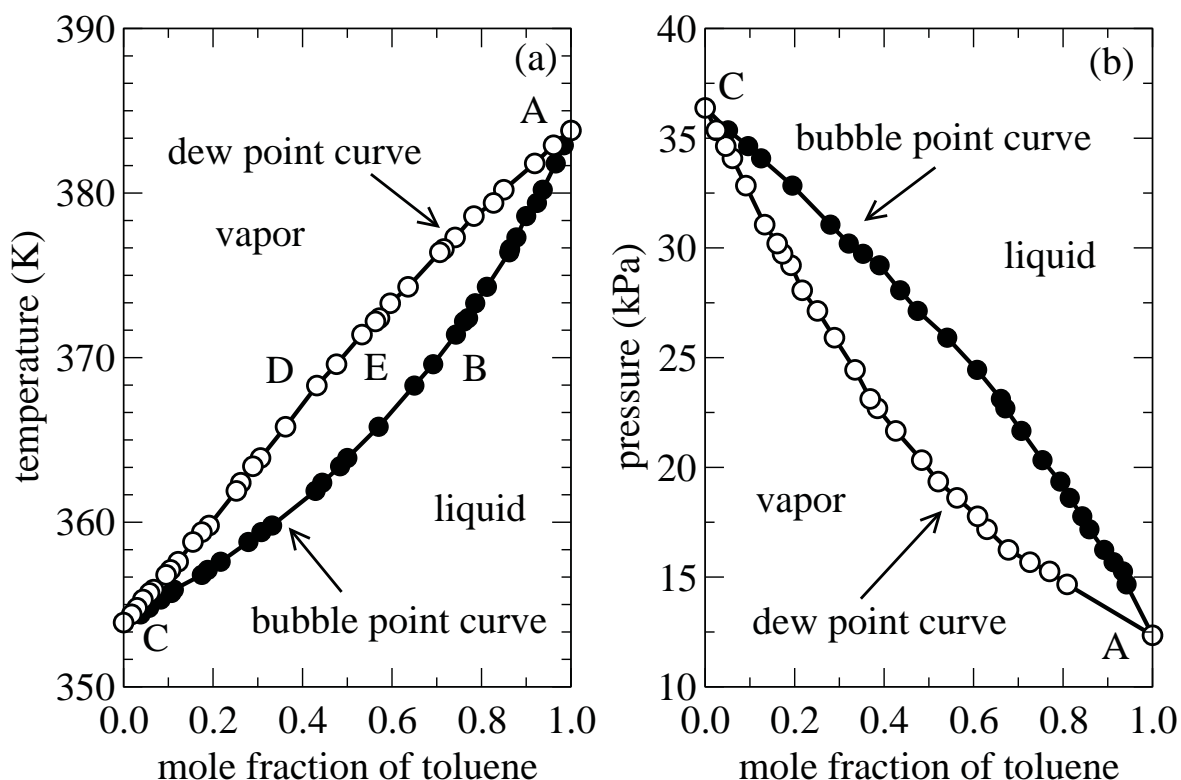 390
380
370
360
350
temperature (K)
(a)
A
dew point curve
vapor
D
E
B
liquid
bubble point curve
C
0.0 0.2 0.4 0.6 0.8 1.0
mole fraction of toluene
40
35
30
25
20
15
10
pressure (kPa)
(b)
C
bubble point curve
liquid
vapor
dew point curve
A
0.0 0.2 0.4 0.6 0.8 1.0
mole fraction of toluene